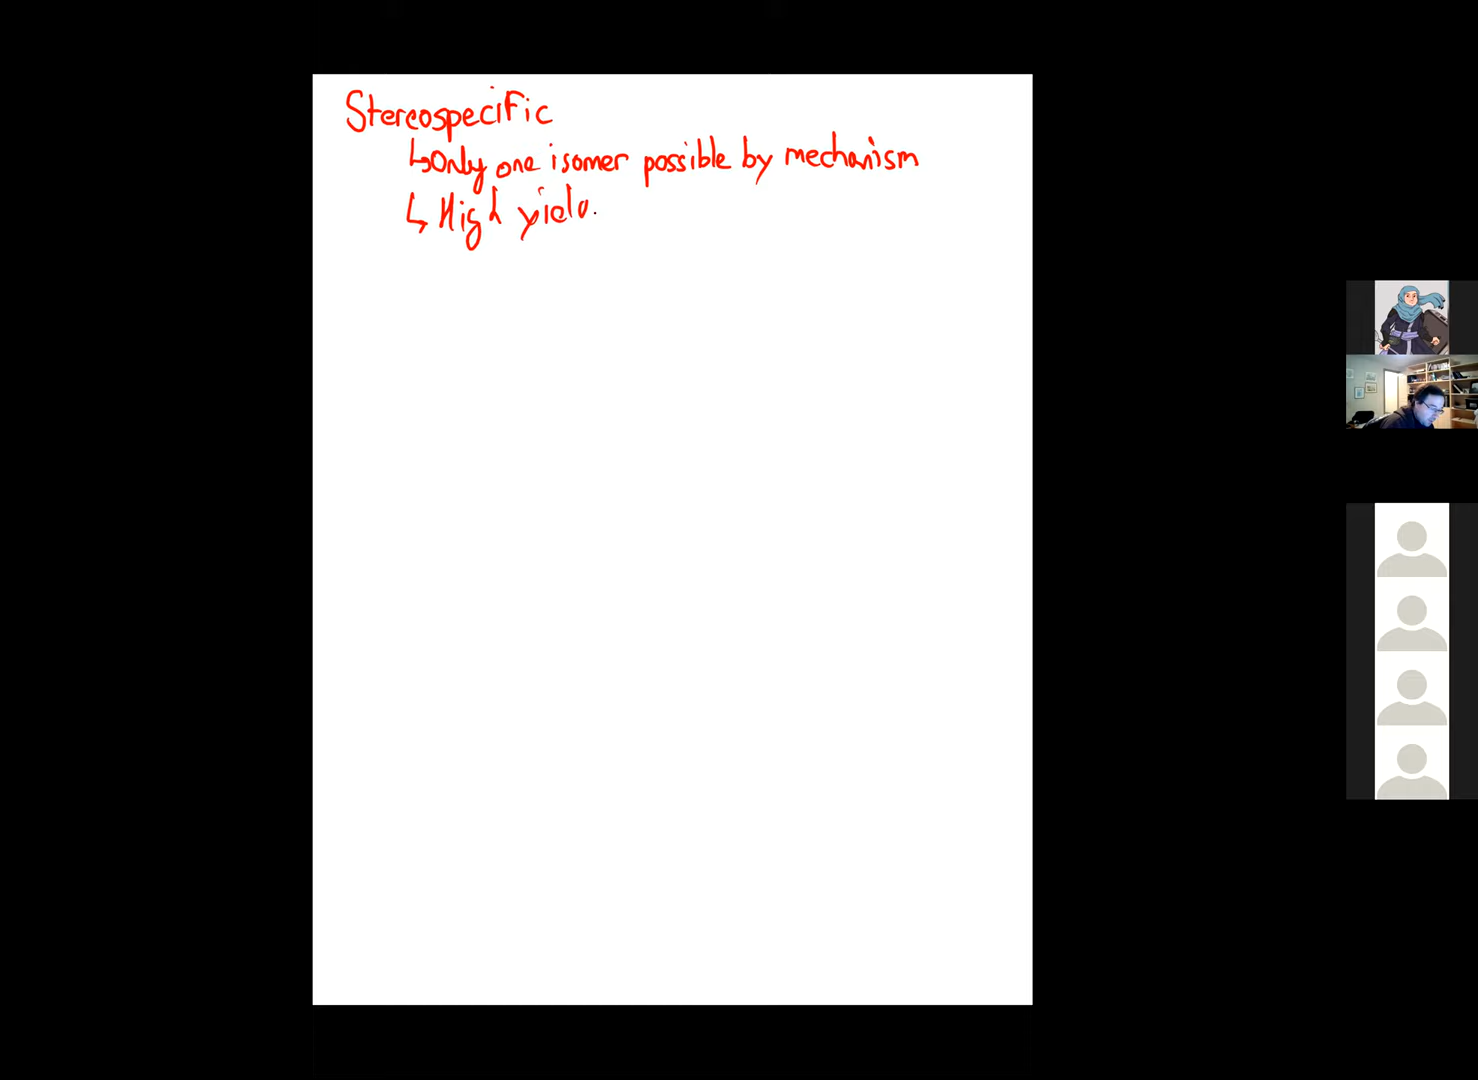 Stereospecific
↳Only one isomer possible by mechanism
↳ High yield